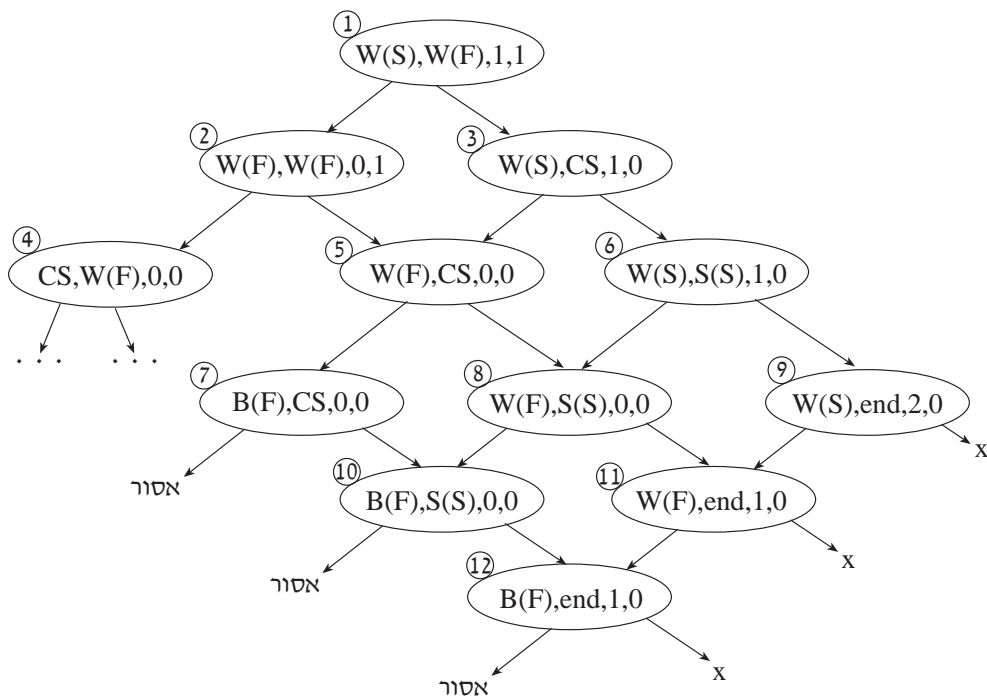 1
W(S),W(F),1,1
2
3
W(F),W(F),0,1
W(S),CS,1,0
4
5
6
CS,W(F),0,0
W(F),CS,0,0
W(S),S(S),1,0
. . . . . .
7
8
9
B(F),CS,0,0
W(F),S(S),0,0
W(S),end,2,0
x
אסור
10
11
B(F),S(S),0,0
W(F),end,1,0
x
אסור
12
B(F),end,1,0
x
אסור